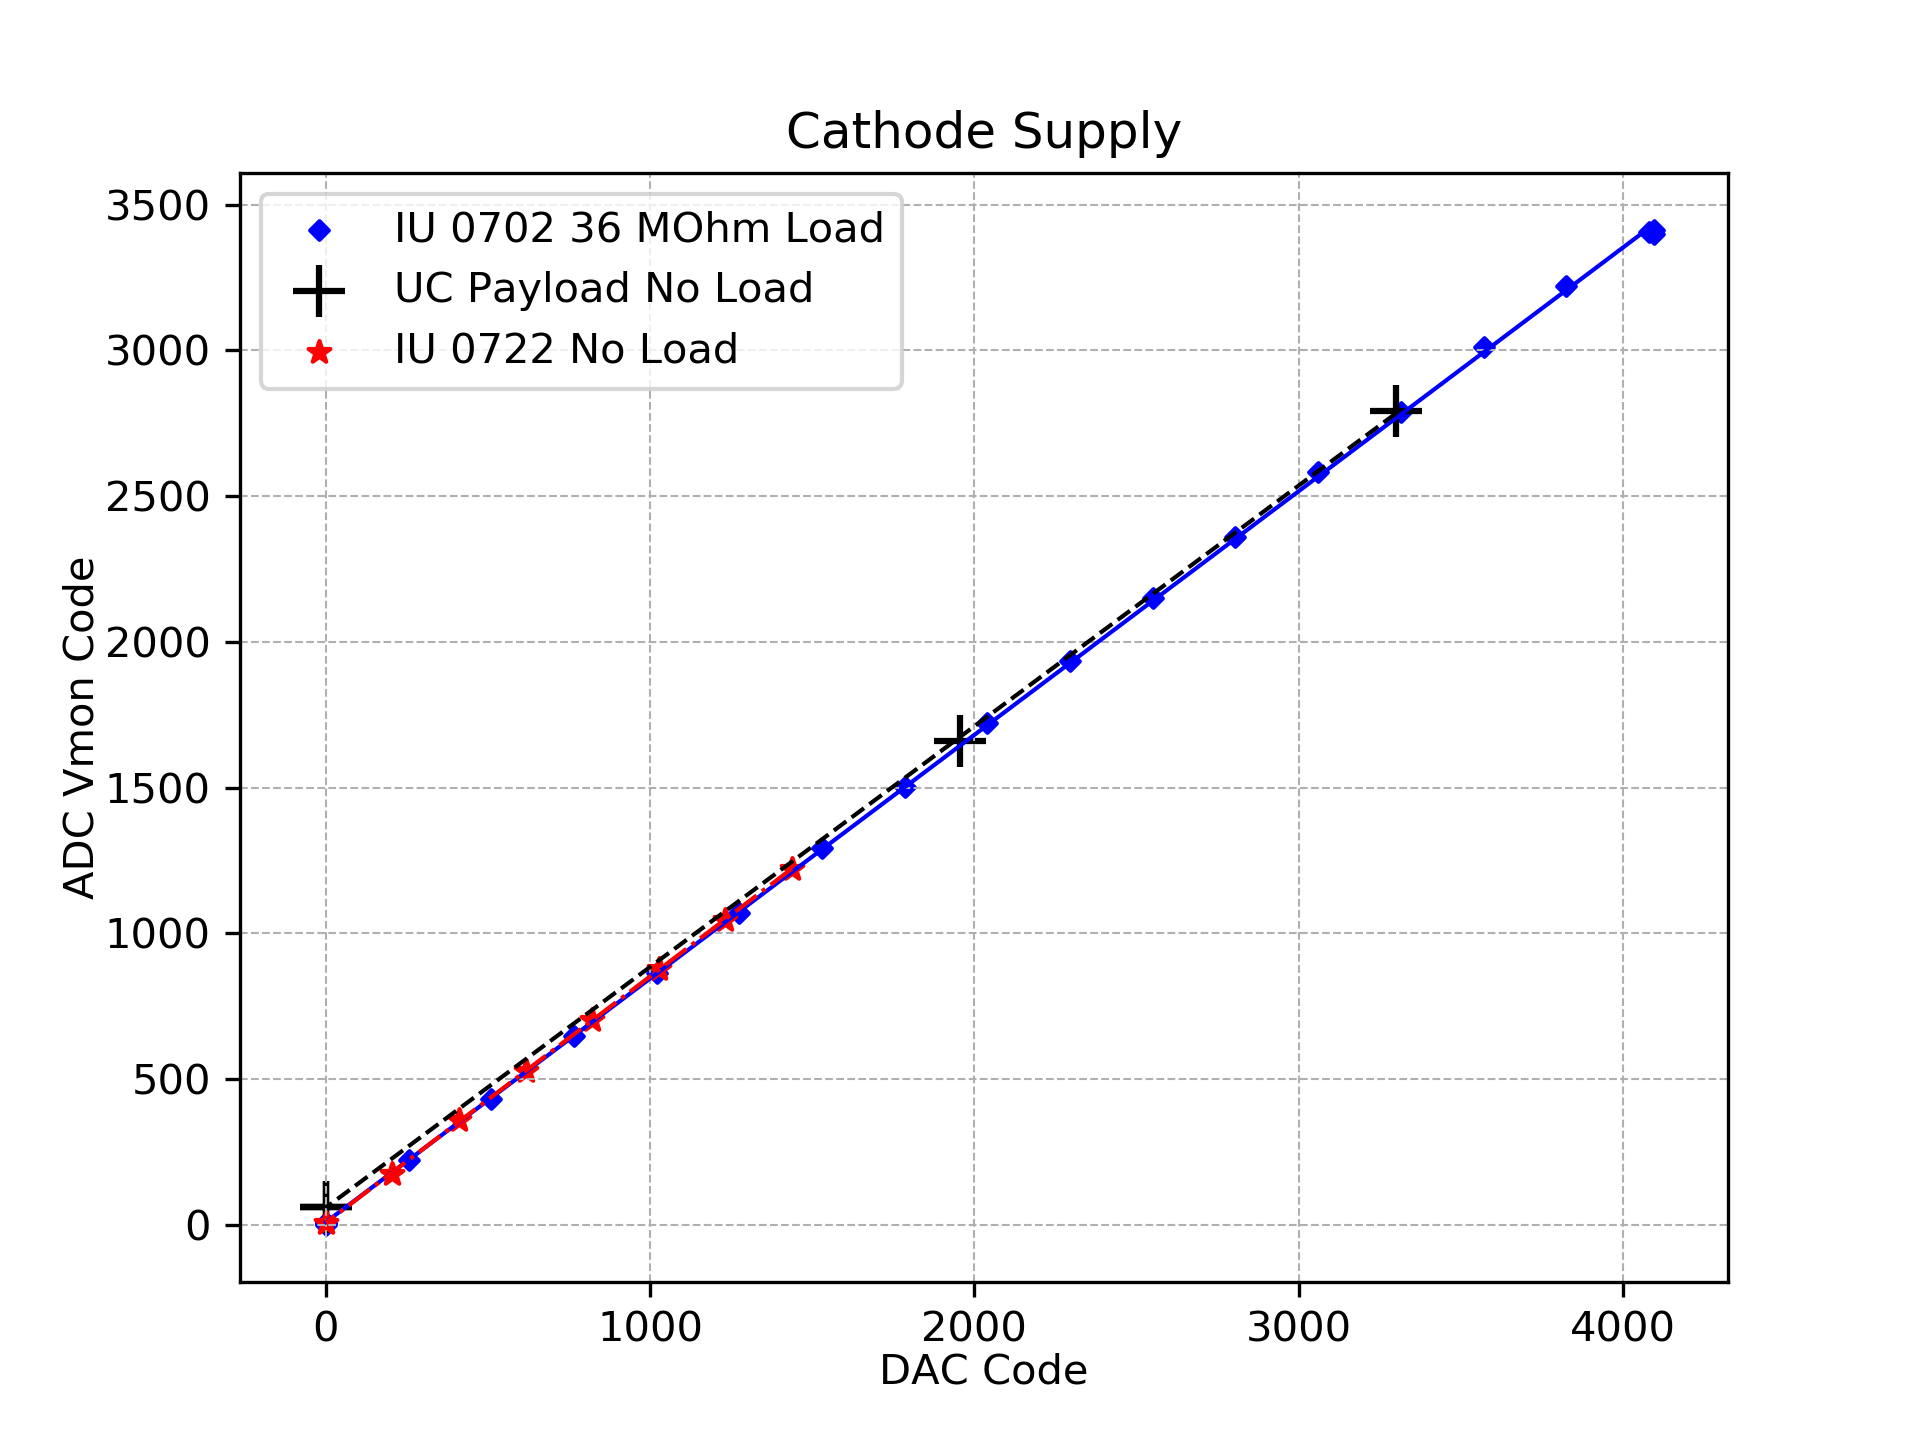 Cathode Supply
IU 0702 36 MOhm Load
UC Payload No Load
IU 0722 No Load
ADC Vmon Code
3500
3000
2500
2000
1500
1000
500
0
0 1000 2000 3000 4000
DAC Code